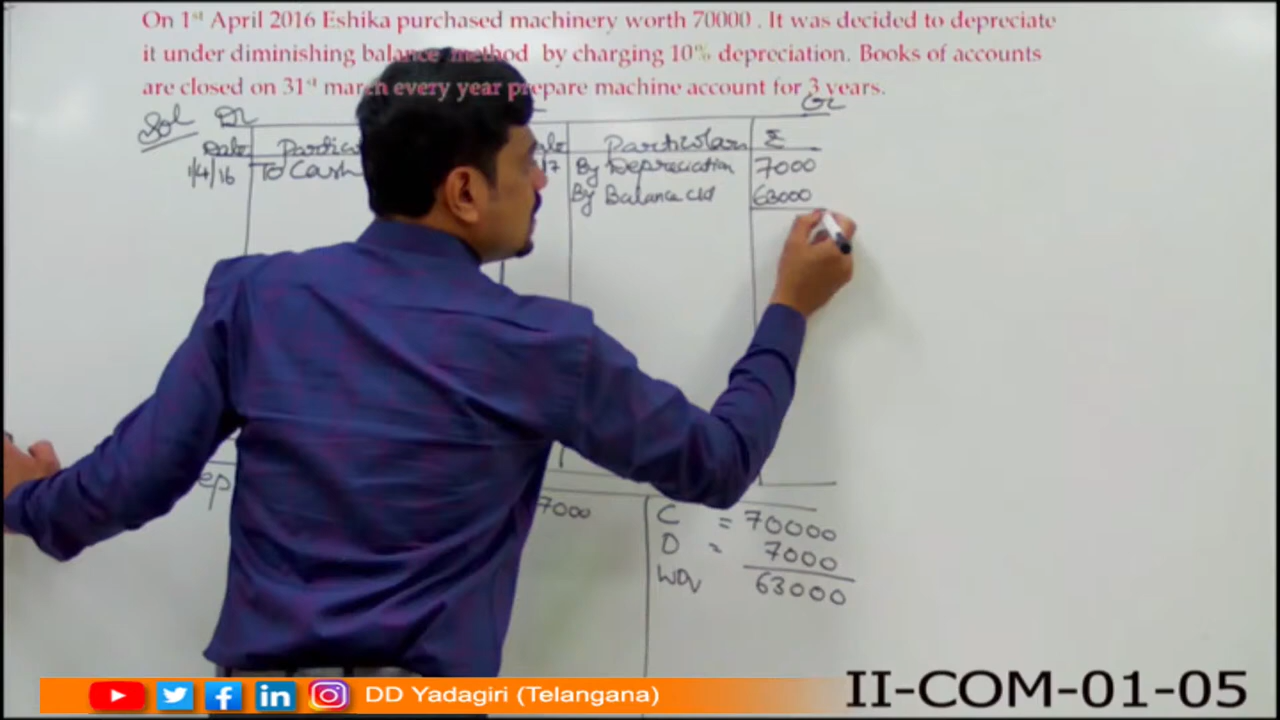 On 1st April 2016 Eshika purchased machinery worth 70000 . It was decided to depreciate
it under diminishing balance method by charging 10% depreciation. Books of accounts
are closed on 31st march every year prepare machine account for 3 years.
Sol Dr Cr
Date Particulars ₹
1/4/16 To Cash By Depreciation 7000
By Balance c/d 63000
7000
C = 70000
D = 7000
WDV 63000
DD Yadagiri (Telangana)
II-COM-01-05